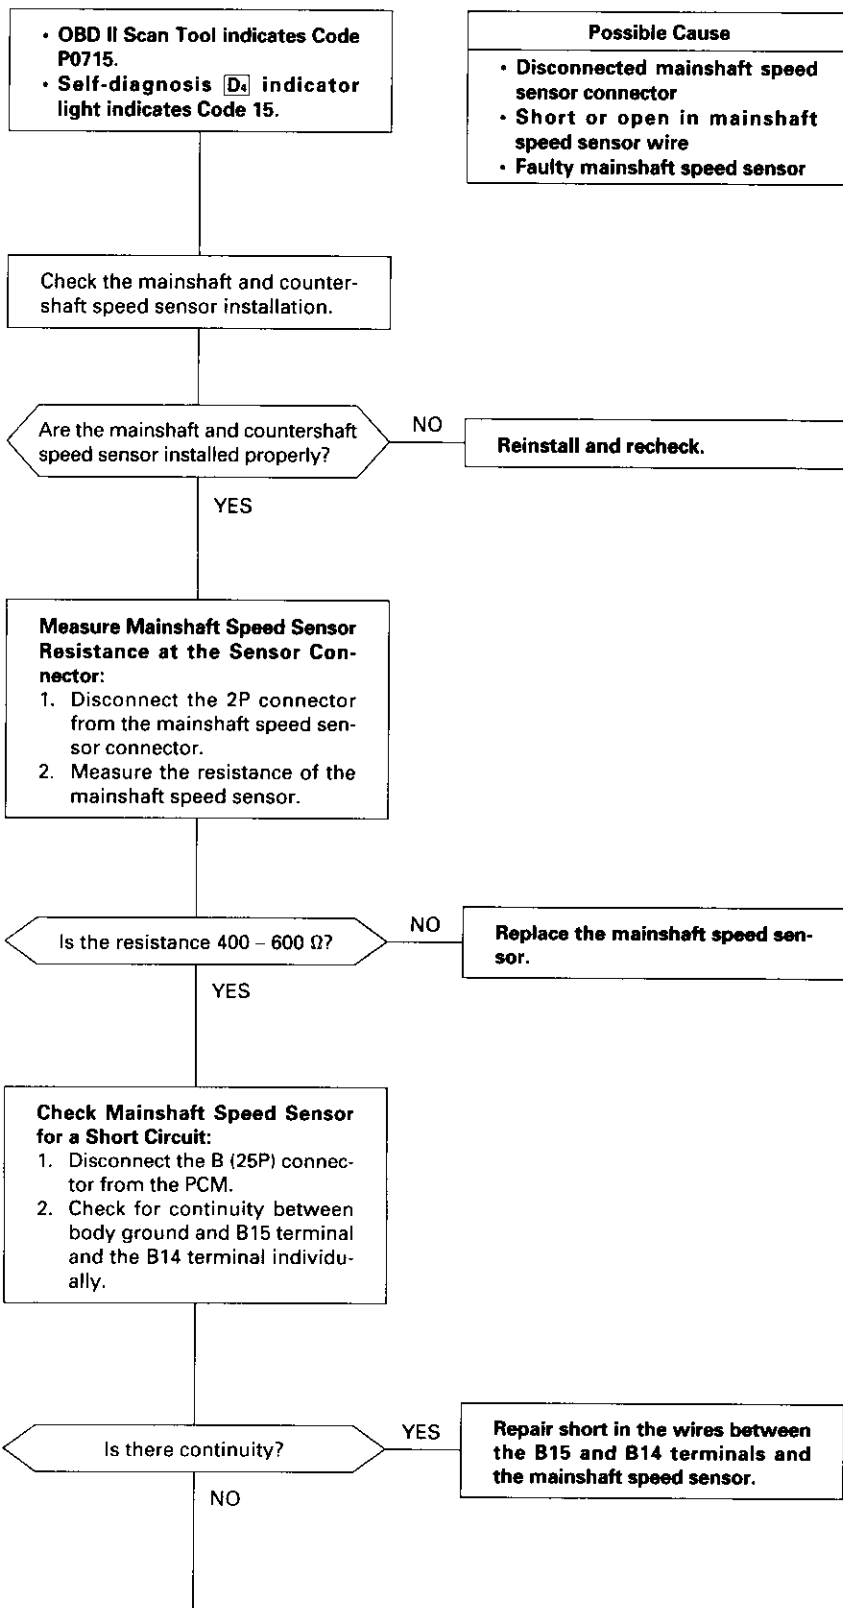 • OBD II Scan Tool indicates Code
P0715.
• Self-diagnosis D4 indicator
light indicates Code 15.
Possible Cause
• Disconnected mainshaft speed
sensor connector
• Short or open in mainshaft
speed sensor wire
• Faulty mainshaft speed sensor
Check the mainshaft and counter-
shaft speed sensor installation.
Are the mainshaft and countershaft
speed sensor installed properly?
NO
Reinstall and recheck.
YES
Measure Mainshaft Speed Sensor
Resistance at the Sensor Con-
nector:
1. Disconnect the 2P connector
from the mainshaft speed sen-
sor connector.
2. Measure the resistance of the
mainshaft speed sensor.
Is the resistance 400 – 600 Ω?
NO
Replace the mainshaft speed sen-
sor.
YES
Check Mainshaft Speed Sensor
for a Short Circuit:
1. Disconnect the B (25P) connec-
tor from the PCM.
2. Check for continuity between
body ground and B15 terminal
and the B14 terminal individu-
ally.
Is there continuity?
YES
Repair short in the wires between
the B15 and B14 terminals and
the mainshaft speed sensor.
NO